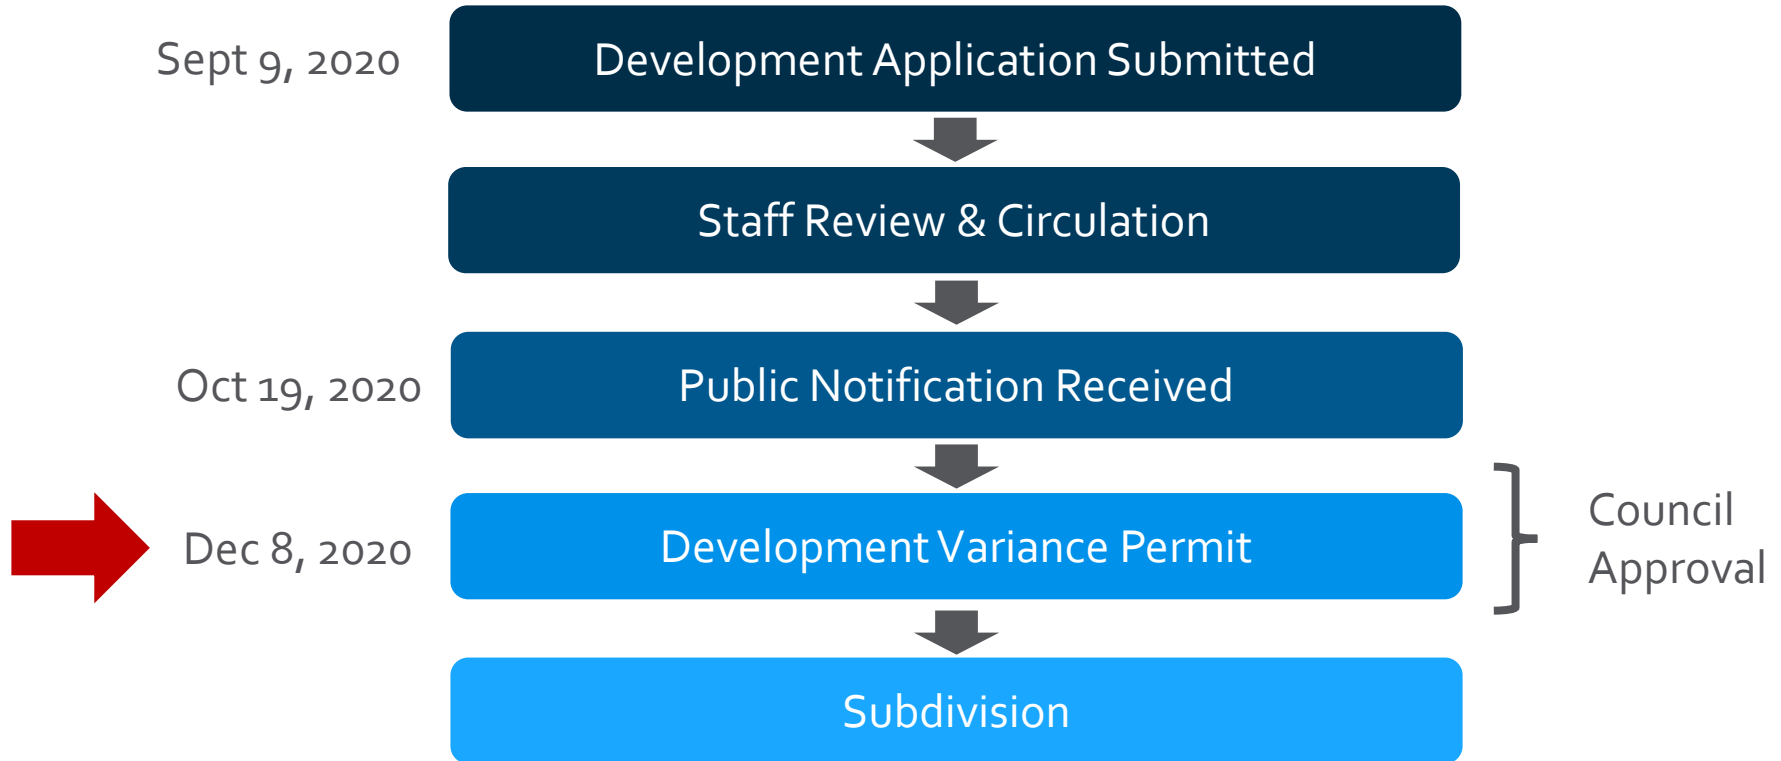 Sept 9, 2020
Development Application Submitted
Staff Review & Circulation
Oct 19, 2020
Public Notification Received
Dec 8, 2020
Development Variance Permit
Council
Approval
Subdivision